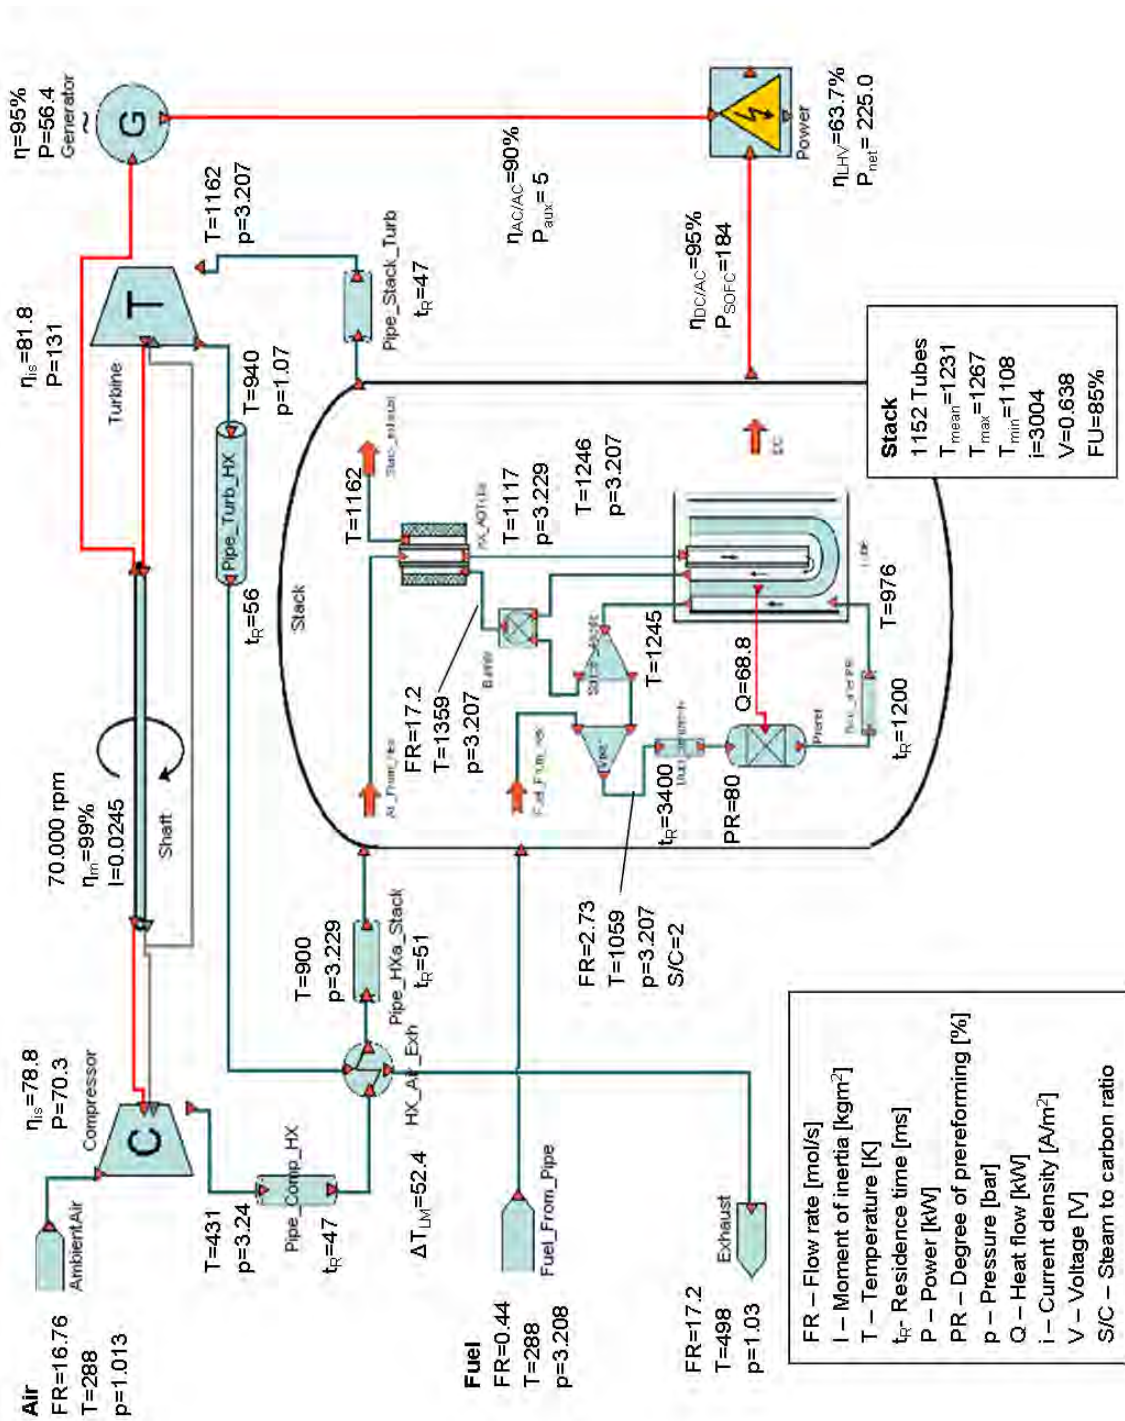 Air
FR=16.76
T=288
p=1.013
AmbientAir
η_is=78.8
P=70.3
Compressor
C
70.000 rpm
η_m=99%
I=0.0245
Shaft
η_is=81.8
P=131
Turbine
T
η=95%
P=56.4
Generator
~
G
T=431
p=3.24
Pipe_Comp_HX
t_R=47
ΔT_LM=52.4
HX_Air_Exh
T=900
p=3.229
Pipe_HXa_Stack
t_R=51
t_R=56
Pipe_Turb_HX
T=940
p=1.07
T=1162
p=3.207
Pipe_Stack_Turb
t_R=47
Stack
Air_From_Hex
T=1162
Stack_exhaust
FR=17.2
T=1359
p=3.207
Burner
T=1117
p=3.229
T=1246
p=3.207
Fuel_From_Hex
T=1245
FR=2.73
T=1059
p=3.207
S/C=2
t_R=3400
PR=80
Q=68.8
Preref
t_R=1200
T=976
Tube
Fuel
FR=0.44
T=288
p=3.208
Fuel_From_Pipe
FR=17.2
T=498
p=1.03
Exhaust
η_AC/AC=90%
P_aux= 5
η_DC/AC=95%
P_SOFC=184
Power
η_LHV=63.7%
P_net= 225.0
Stack
1152 Tubes
T_mean=1231
T_max=1267
T_min=1108
i=3004
V=0.638
FU=85%
FR – Flow rate [mol/s]
I – Moment of inertia [kgm²]
T – Temperature [K]
t_R- Residence time [ms]
P – Power [kW]
PR – Degree of prereforming [%]
p – Pressure [bar]
Q – Heat flow [kW]
i – Current density [A/m²]
V – Voltage [V]
S/C – Steam to carbon ratio